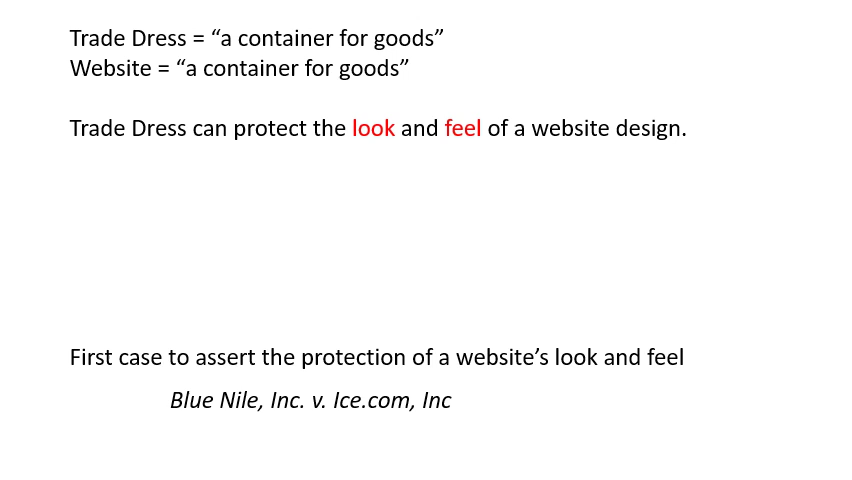 Trade Dress = “a container for goods”
Website = “a container for goods”
Trade Dress can protect the look and feel of a website design.
First case to assert the protection of a website’s look and feel
Blue Nile, Inc. v. Ice.com, Inc